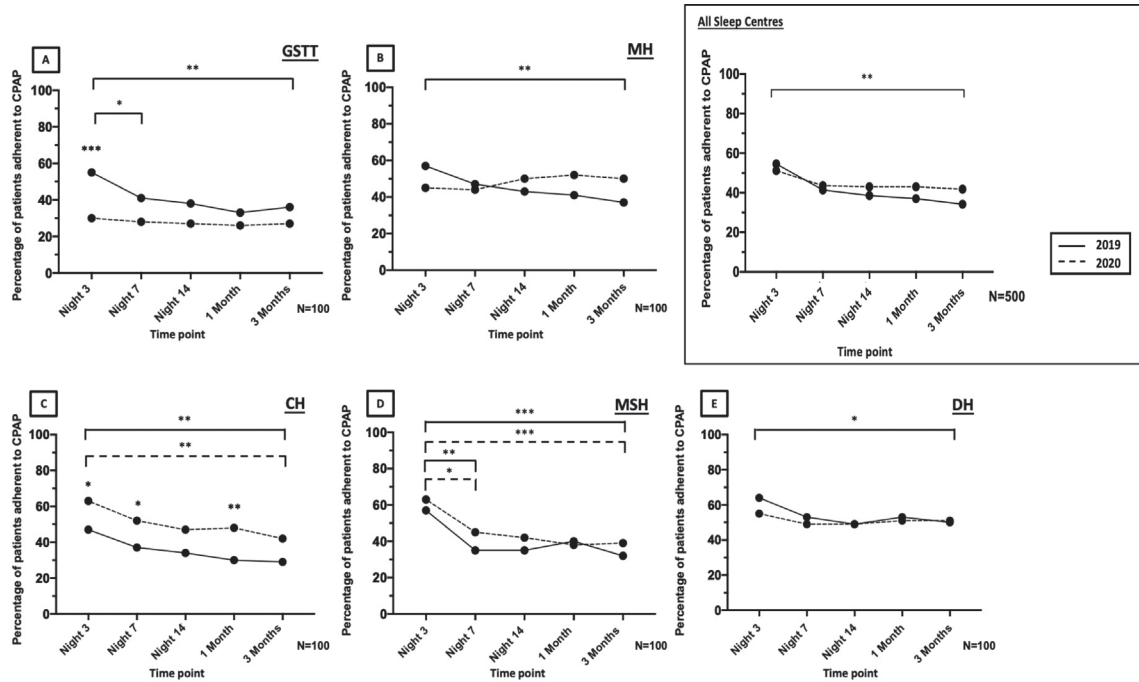 A
GSTT
**
*
***
Percentage of patients adherent to CPAP
100
80
60
40
20
0
Night 3
Night 7
Night 14
1 Month
3 Months
Time point
N=100
B
MH
**
Percentage of patients adherent to CPAP
100
80
60
40
20
0
Night 3
Night 7
Night 14
1 Month
3 Months
Time point
N=100
All Sleep Centres
**
Percentage of patients adherent to CPAP
100
80
60
40
20
0
Night 3
Night 7
Night 14
1 Month
3 Months
Time point
N=500
2019
2020
C
CH
**
**
*
*
**
Percentage of patients adherent to CPAP
100
80
60
40
20
0
Night 3
Night 7
Night 14
1 Month
3 Months
Time point
N=100
D
MSH
***
***
**
*
Percentage of patients adherent to CPAP
100
80
60
40
20
0
Night 3
Night 7
Night 14
1 Month
3 Months
Time point
N=100
E
DH
*
Percentage of patients adherent to CPAP
100
80
60
40
20
0
Night 3
Night 7
Night 14
1 Month
3 Months
Time point
N=100